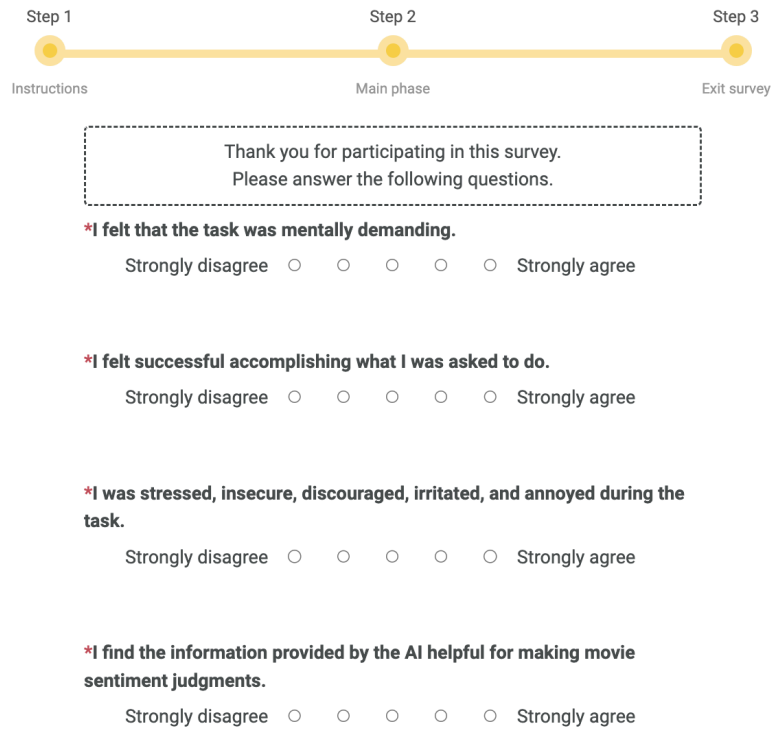 Step 1 Step 2 Step 3
Instructions Main phase Exit survey
Thank you for participating in this survey.
Please answer the following questions.
*I felt that the task was mentally demanding.
Strongly disagree Strongly agree
*I felt successful accomplishing what I was asked to do.
Strongly disagree Strongly agree
*I was stressed, insecure, discouraged, irritated, and annoyed during the
task.
Strongly disagree Strongly agree
*I find the information provided by the AI helpful for making movie
sentiment judgments.
Strongly disagree Strongly agree